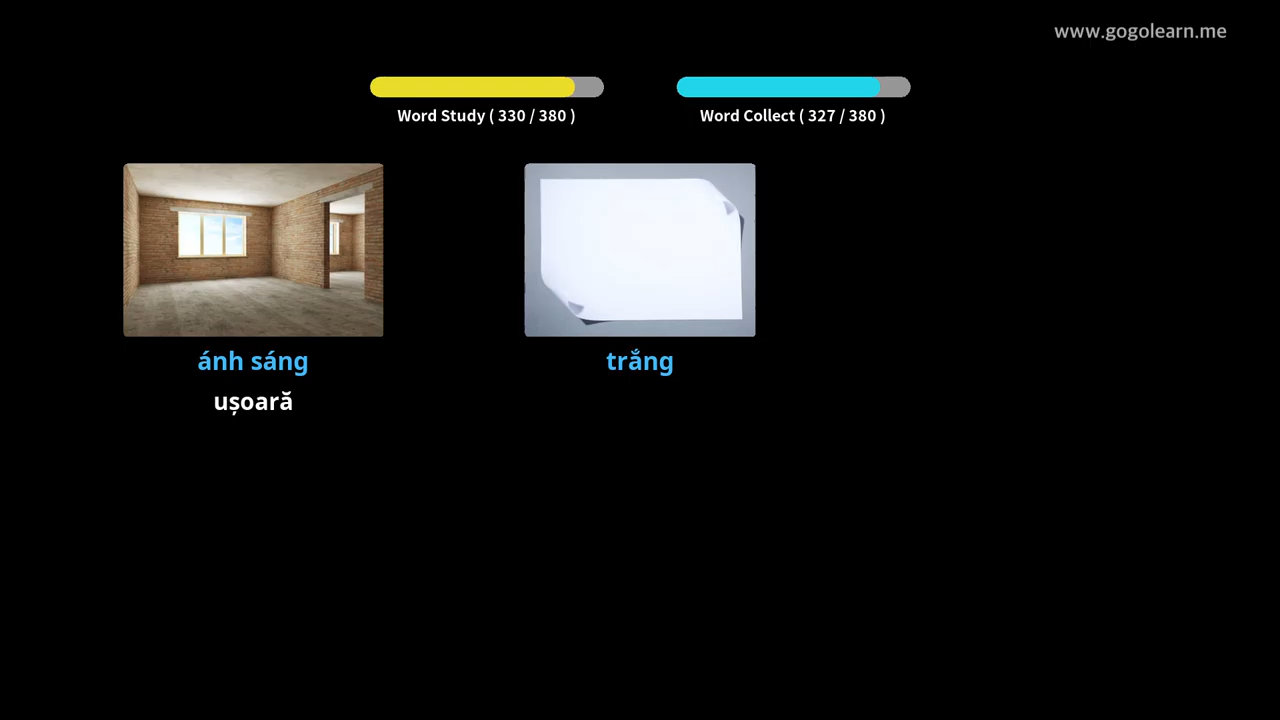 www.gogolearn.me
Word Study ( 330 / 380 )
Word Collect ( 327 / 380 )
ánh sáng
ușoară
trắng